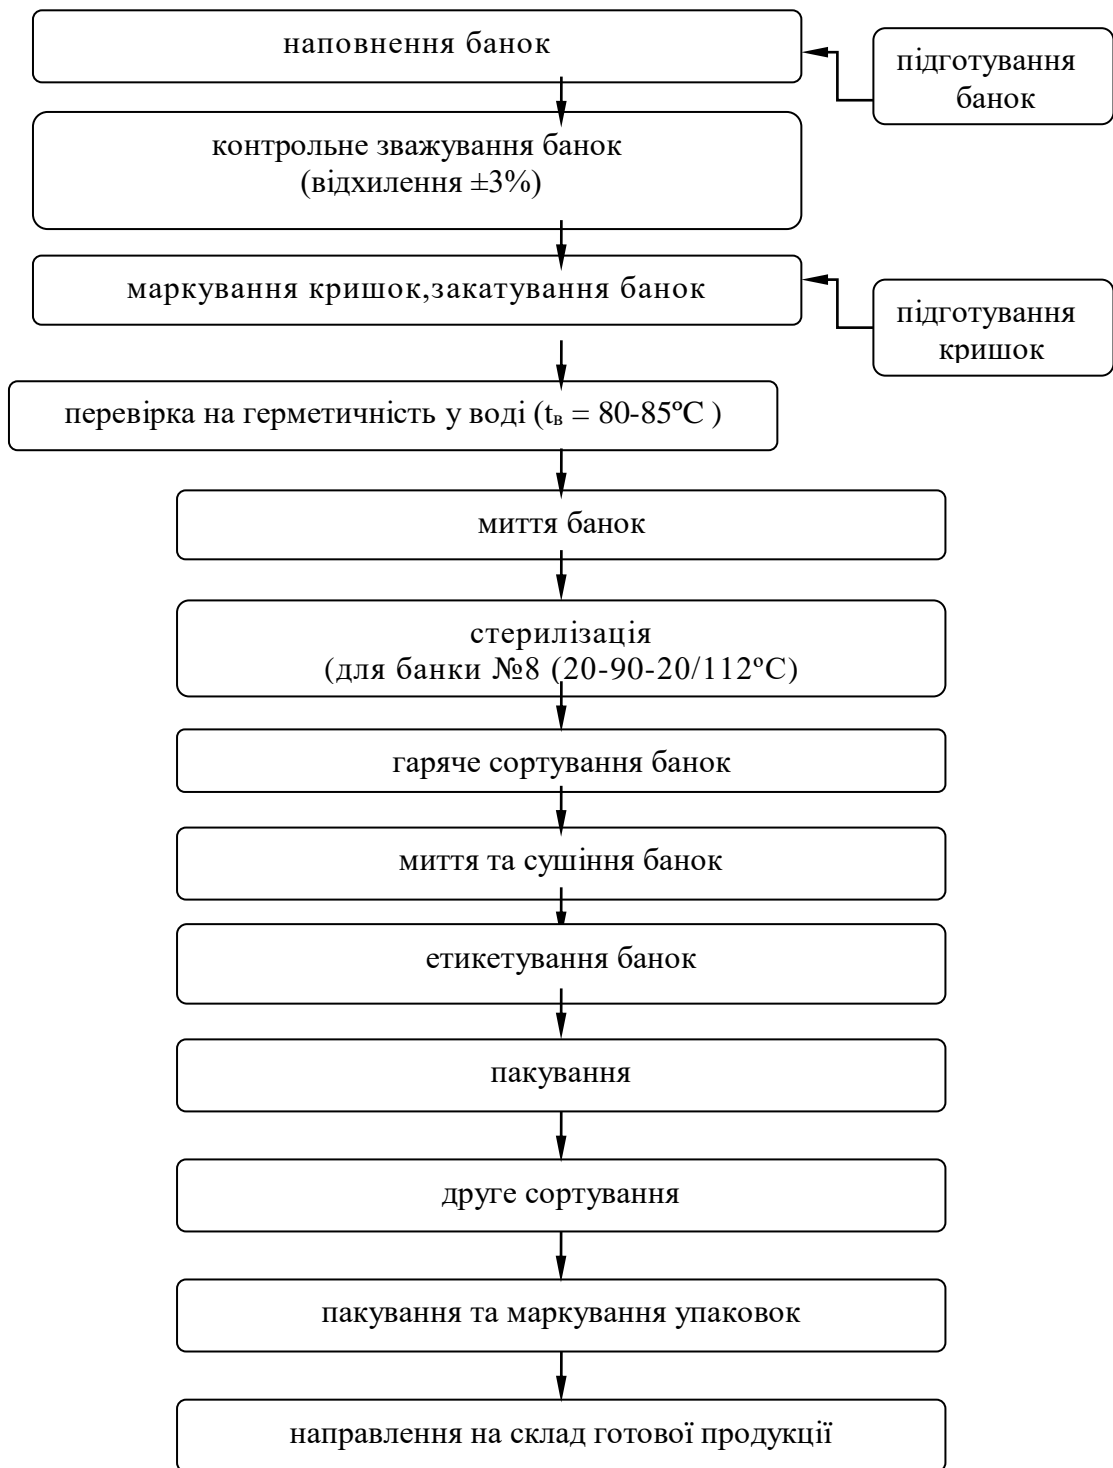 наповнення банок
підготування
банок
контрольне зважування банок
(відхилення ±3%)
маркування кришок,закатування банок
підготування
кришок
перевірка на герметичність у воді (tв = 80-85ºС )
миття банок
стерилізація
(для банки №8 (20-90-20/112ºС)
гаряче сортування банок
миття та сушіння банок
етикетування банок
пакування
друге сортування
пакування та маркування упаковок
направлення на склад готової продукції